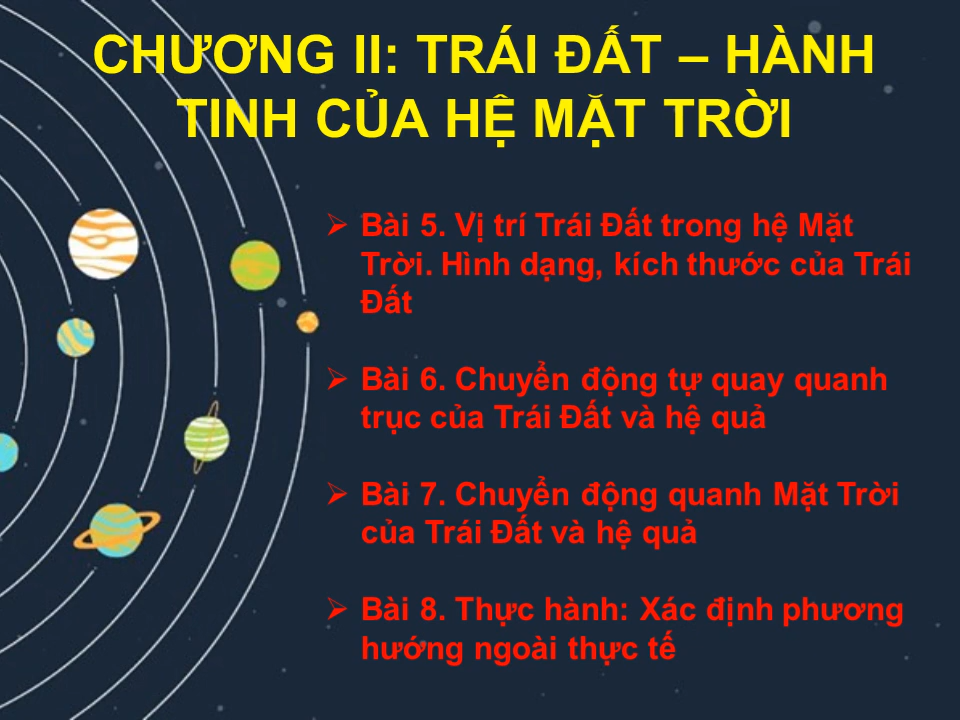 CHƯƠNG II: TRÁI ĐẤT – HÀNH
TINH CỦA HỆ MẶT TRỜI
➢ Bài 5. Vị trí Trái Đất trong hệ Mặt
Trời. Hình dạng, kích thước của Trái
Đất
➢ Bài 6. Chuyển động tự quay quanh
trục của Trái Đất và hệ quả
➢ Bài 7. Chuyển động quanh Mặt Trời
của Trái Đất và hệ quả
➢ Bài 8. Thực hành: Xác định phương
hướng ngoài thực tế